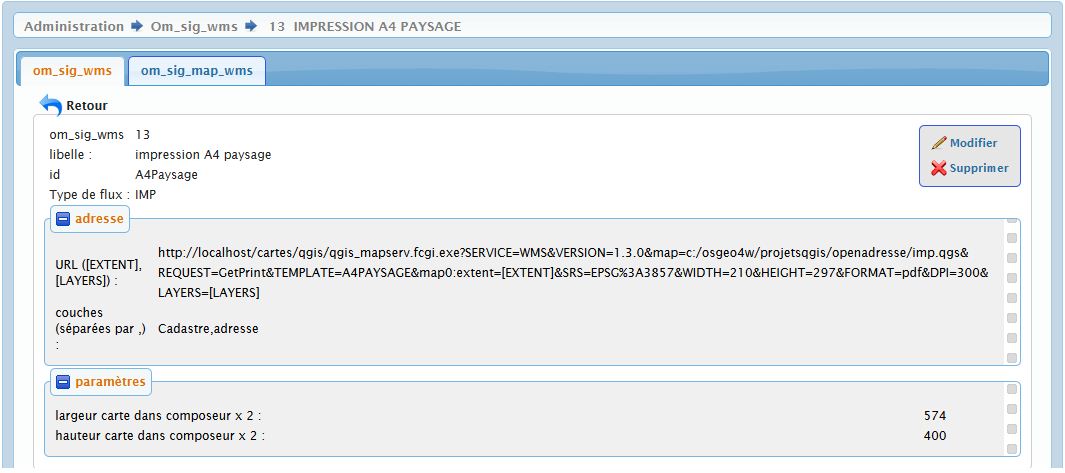 Administration Om_sig_wms 13 IMPRESSION A4 PAYSAGE
om_sig_wms om_sig_map_wms
Retour
om_sig_wms 13
libelle : impression A4 paysage
id A4Paysage
Type de flux : IMP
Modifier
Supprimer
adresse
URL ([EXTENT],[LAYERS]) :
http://localhost/cartes/qgis/qgis_mapserv.fcgi.exe?SERVICE=WMS&VERSION=1.3.0&map=c:/osgeo4w/projetsqgis/openadresse/imp.qgs&
REQUEST=GetPrint&TEMPLATE=A4PAYSAGE&map0:extent=[EXTENT]&SRS=EPSG%3A3857&WIDTH=210&HEIGHT=297&FORMAT=pdf&DPI=300&
LAYERS=[LAYERS]
couches
(séparées par ,)
: Cadastre,adresse
paramètres
largeur carte dans composeur x 2 : 574
hauteur carte dans composeur x 2 : 400